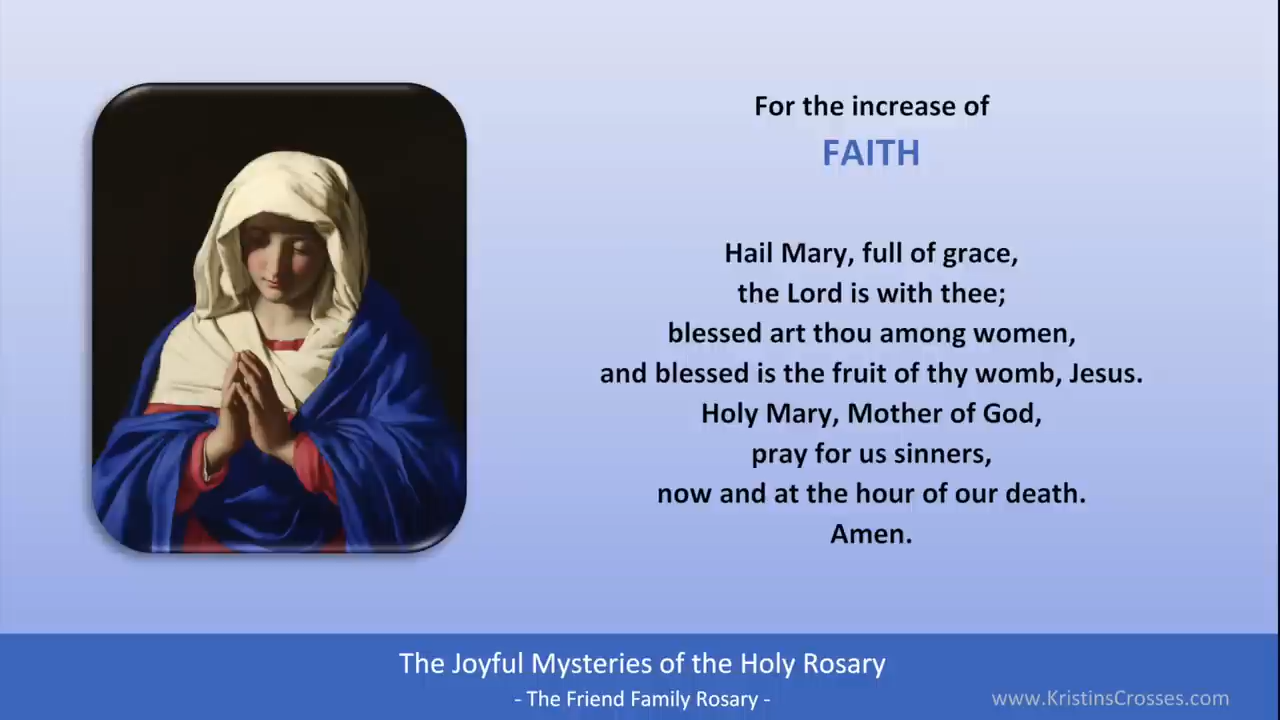 For the increase of
FAITH
Hail Mary, full of grace,
the Lord is with thee;
blessed art thou among women,
and blessed is the fruit of thy womb, Jesus.
Holy Mary, Mother of God,
pray for us sinners,
now and at the hour of our death.
Amen.
The Joyful Mysteries of the Holy Rosary
- The Friend Family Rosary -
www.KristinsCrosses.com